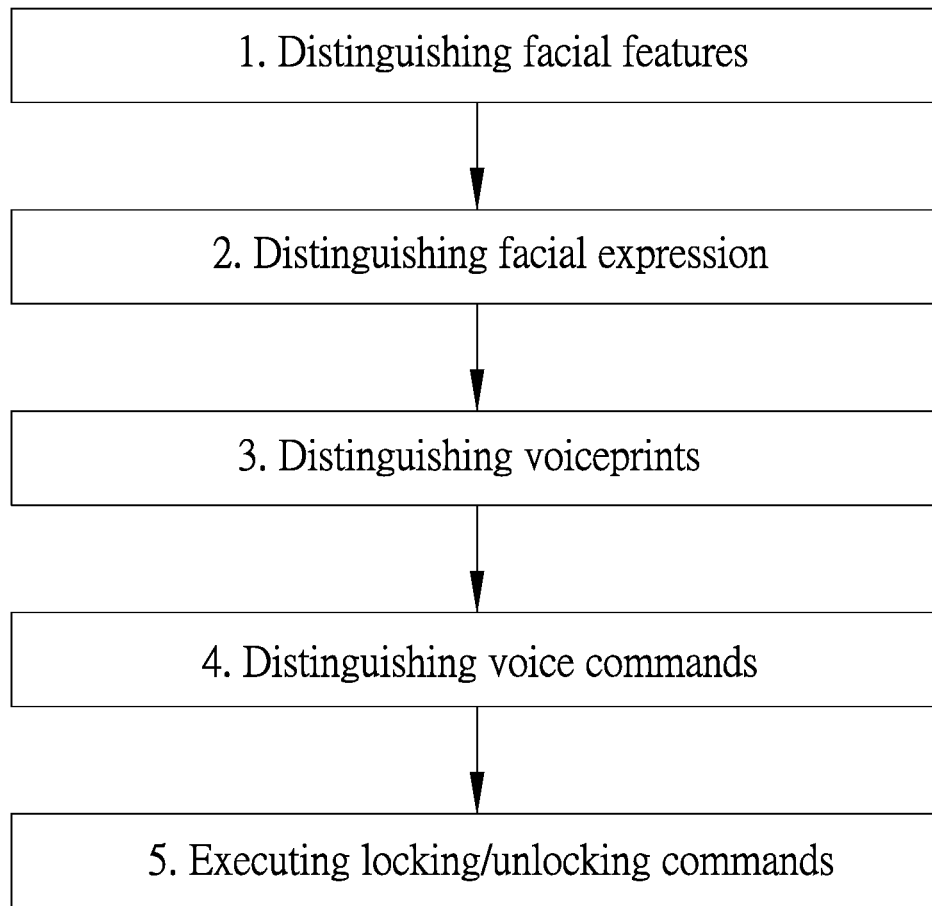 1. Distinguishing facial features
2. Distinguishing facial expression
3. Distinguishing voiceprints
4. Distinguishing voice commands
5. Executing locking/unlocking commands